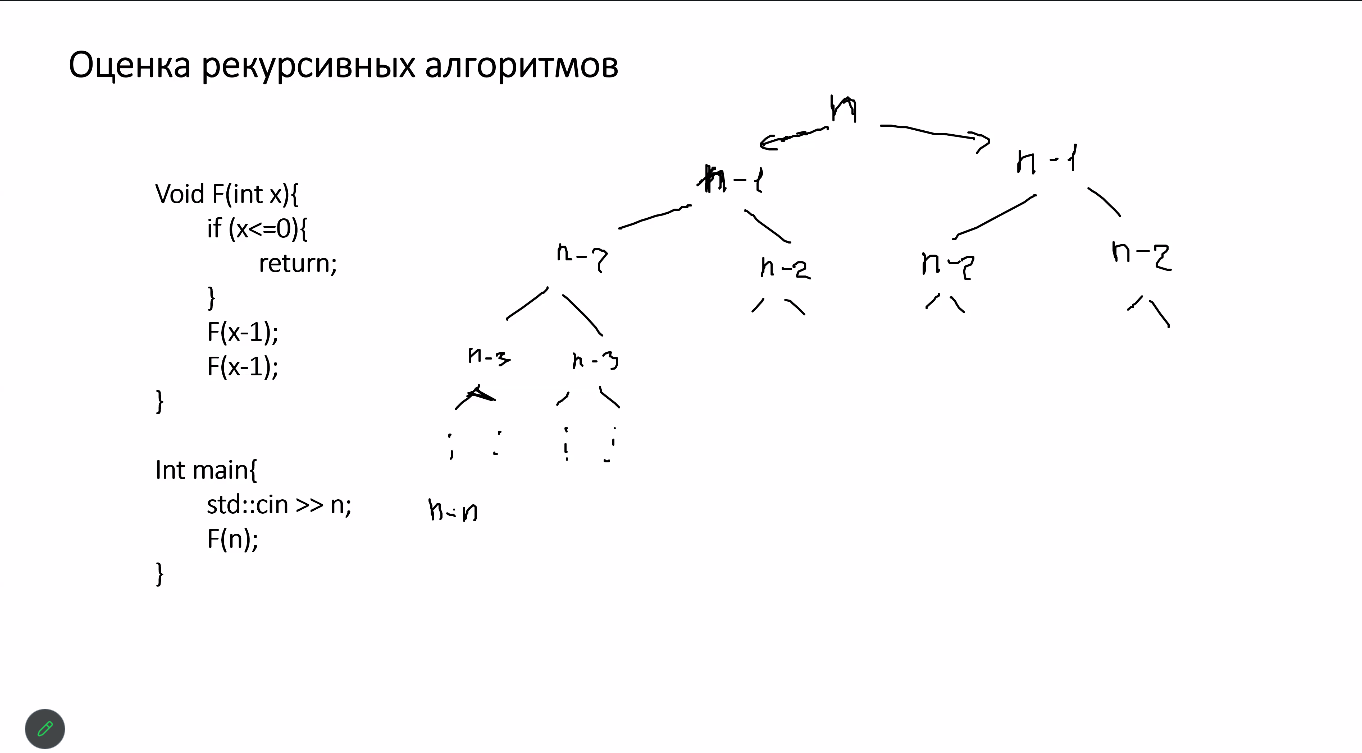 Оценка рекурсивных алгоритмов
Void F(int x){
if (x<=0){
return;
}
F(x-1);
F(x-1);
}
Int main{
std::cin >> n;
F(n);
}
n
n-1 n-1
n-2 n-2 n-2 n-2
n-3 n-3
n-n